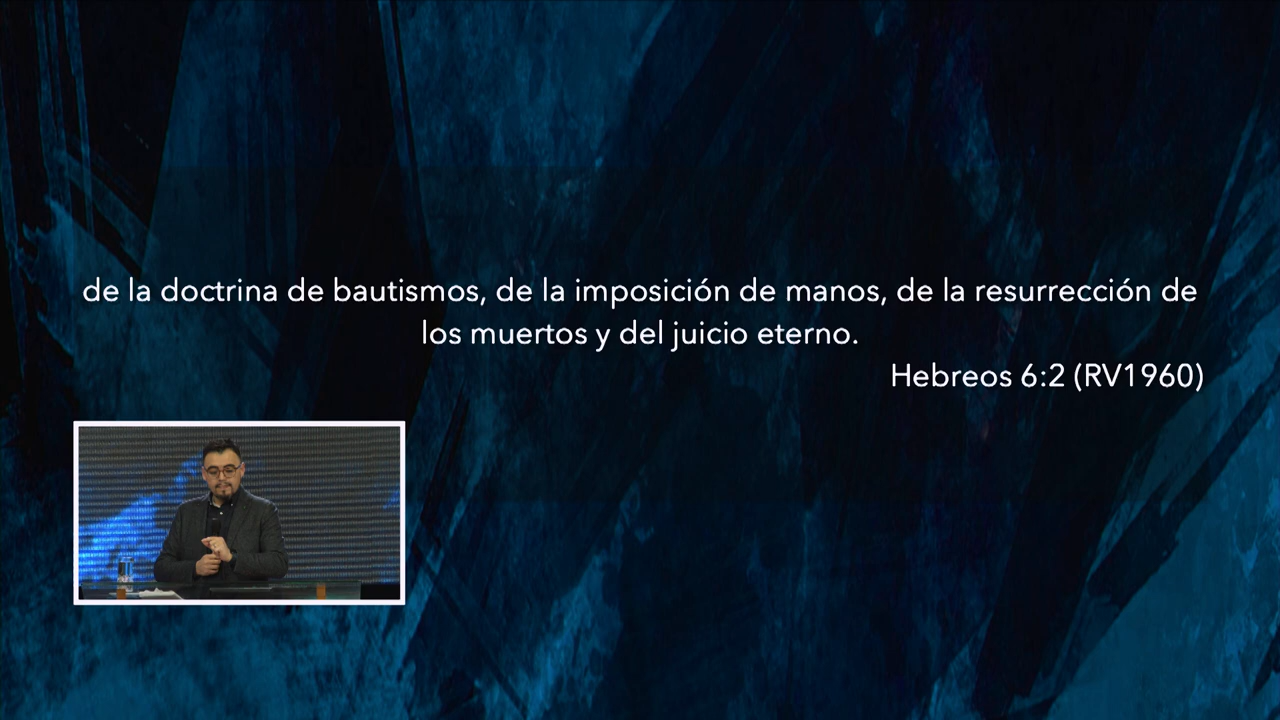 de la doctrina de bautismos, de la imposición de manos, de la resurrección de
los muertos y del juicio eterno.
Hebreos 6:2 (RV1960)